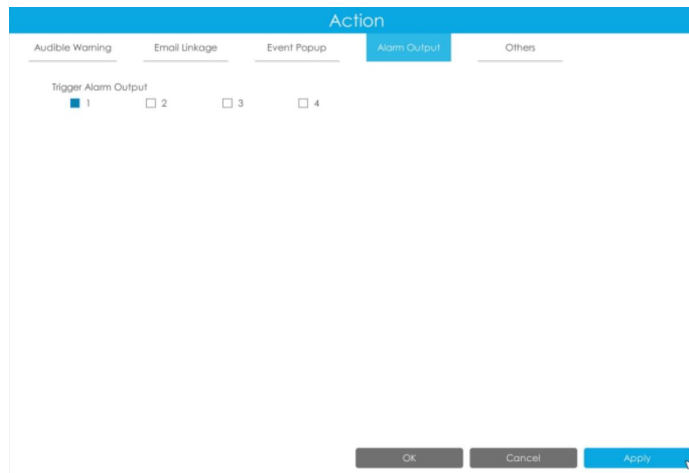 Action
Audible Warning Email Linkage Event Popup Alarm Output Others
Trigger Alarm Output
1 2 3 4
OK Cancel Apply